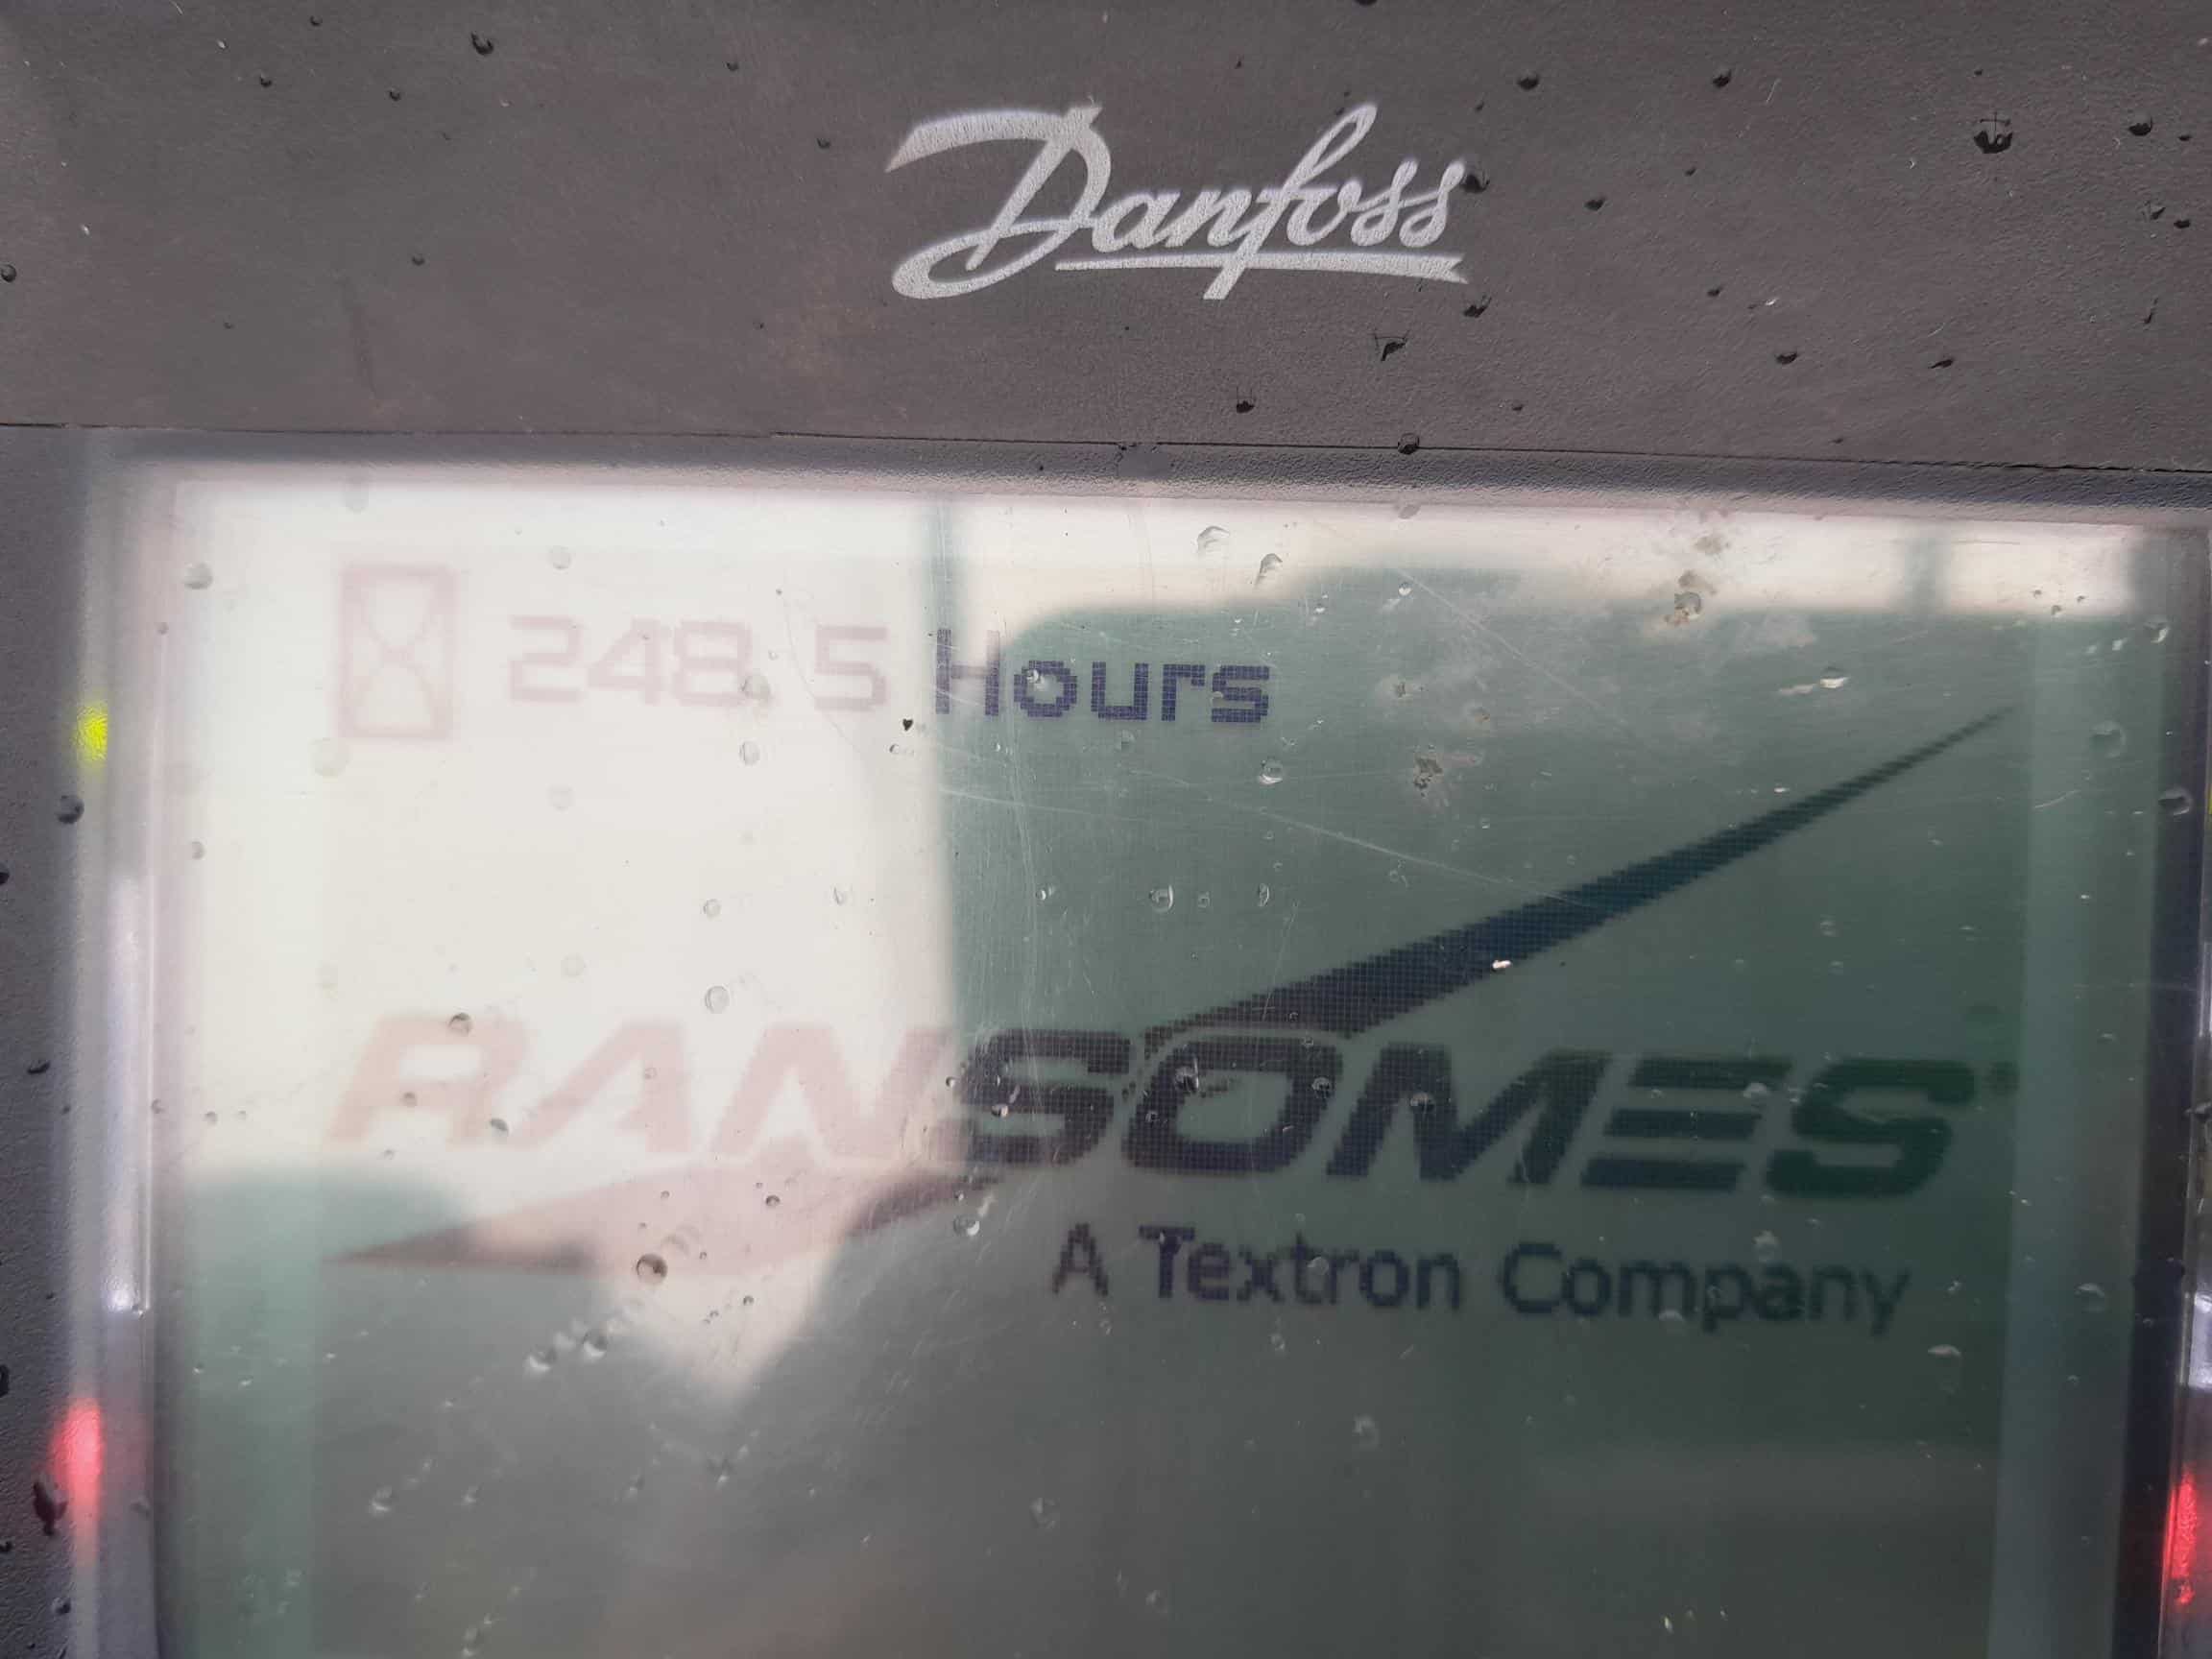 Danfoss
248.5 Hours
RANSOMES
A Textron Company